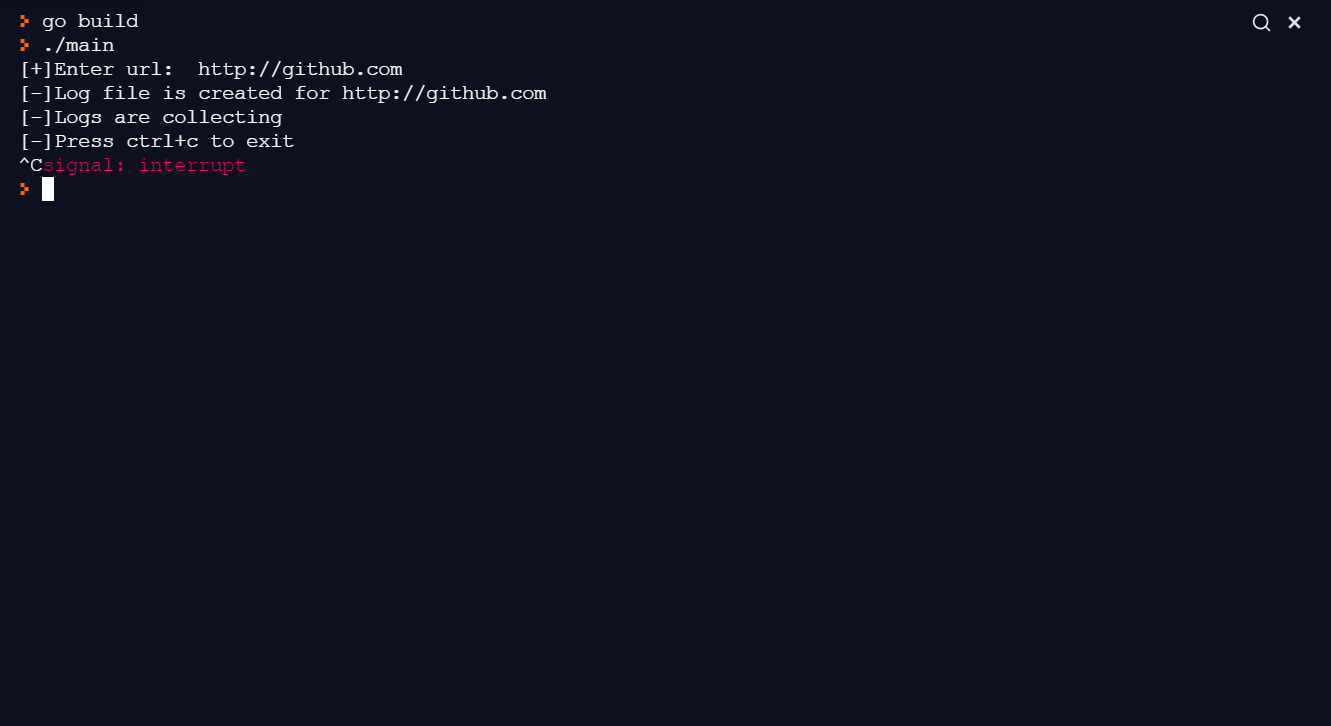 > go build
> ./main
[+]Enter url:  http://github.com
[-]Log file is created for http://github.com
[-]Logs are collecting
[-]Press ctrl+c to exit
^Csignal: interrupt
>